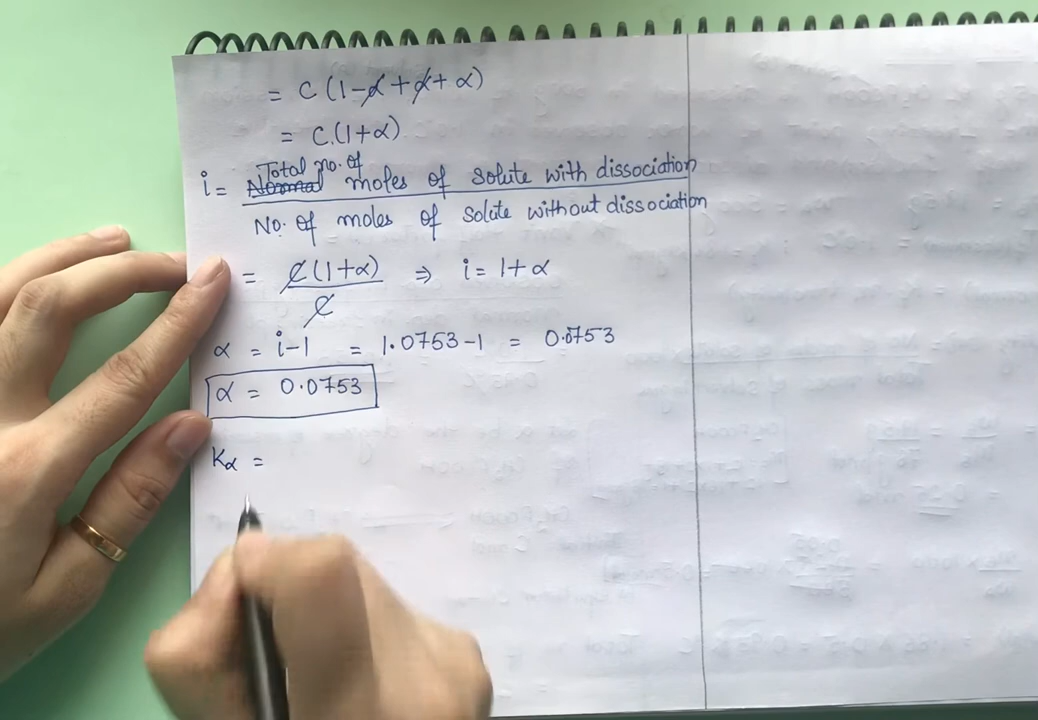 = C (1-α+α+α)
= C.(1+α)
Total no. of
i = Normal moles of solute with dissociation
No. of moles of solute without dissociation
= C(1+α) ⇒ i = 1+α
C
α = i-1 = 1.0753-1 = 0.0753
α = 0.0753
Kα =